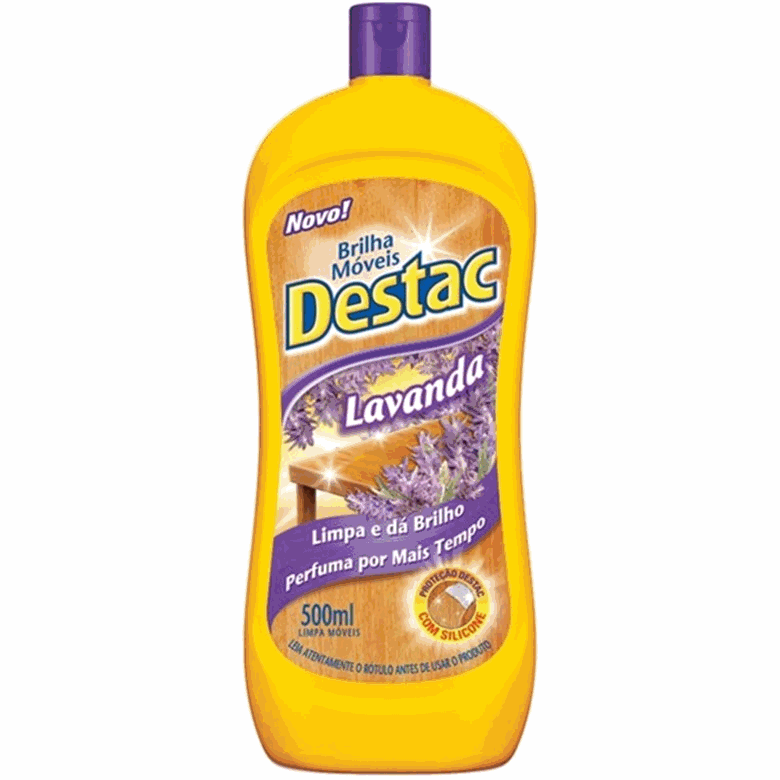 Novo!
Brilha
Móveis
Destac
Lavanda
Limpa e dá Brilho
Perfuma por Mais Tempo
500ml
LIMPA MÓVEIS
PROTEÇÃO DESTAC
COM SILICONE
LEIA ATENTAMENTE O RÓTULO ANTES DE USAR O PRODUTO